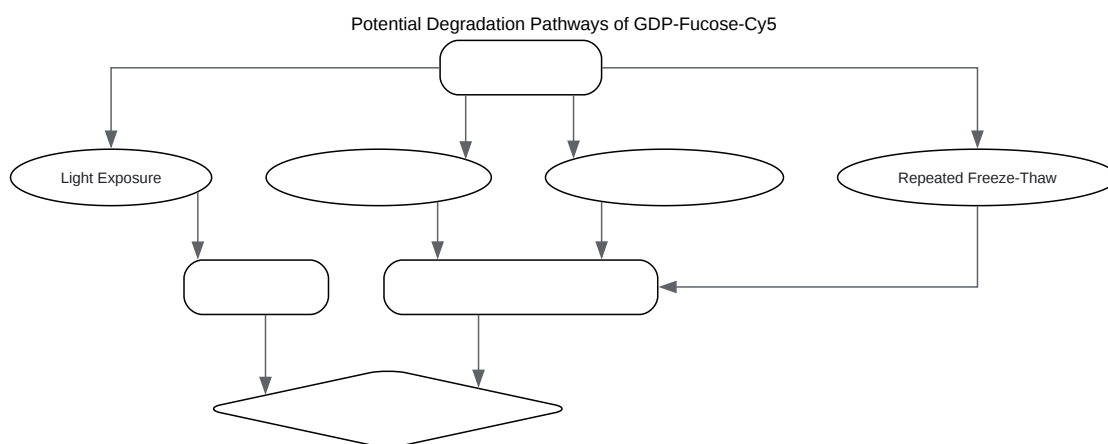 Potential Degradation Pathways of GDP-Fucose-Cy5
Light Exposure
Repeated Freeze-Thaw